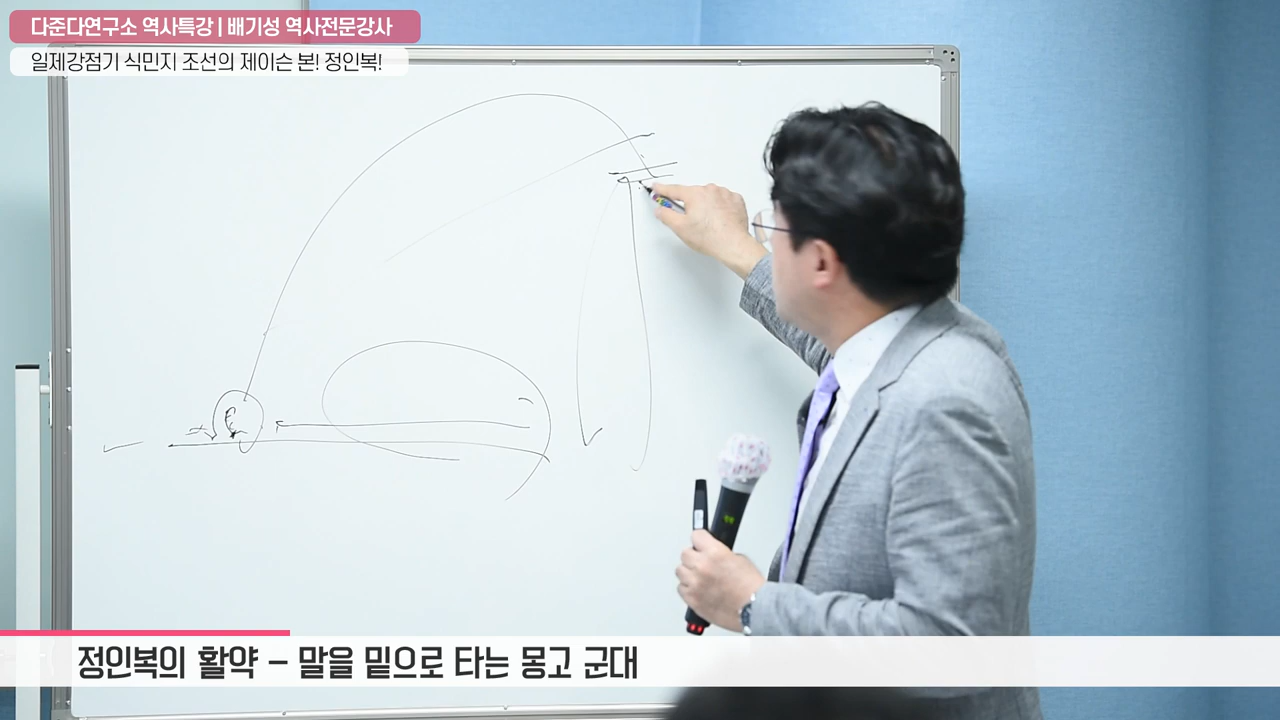 다준다연구소 역사특강 | 배기성 역사전문강사
일제강점기 식민지 조선의 제이슨 본! 정인복!
정인복의 활약 – 말을 밑으로 타는 몽고 군대